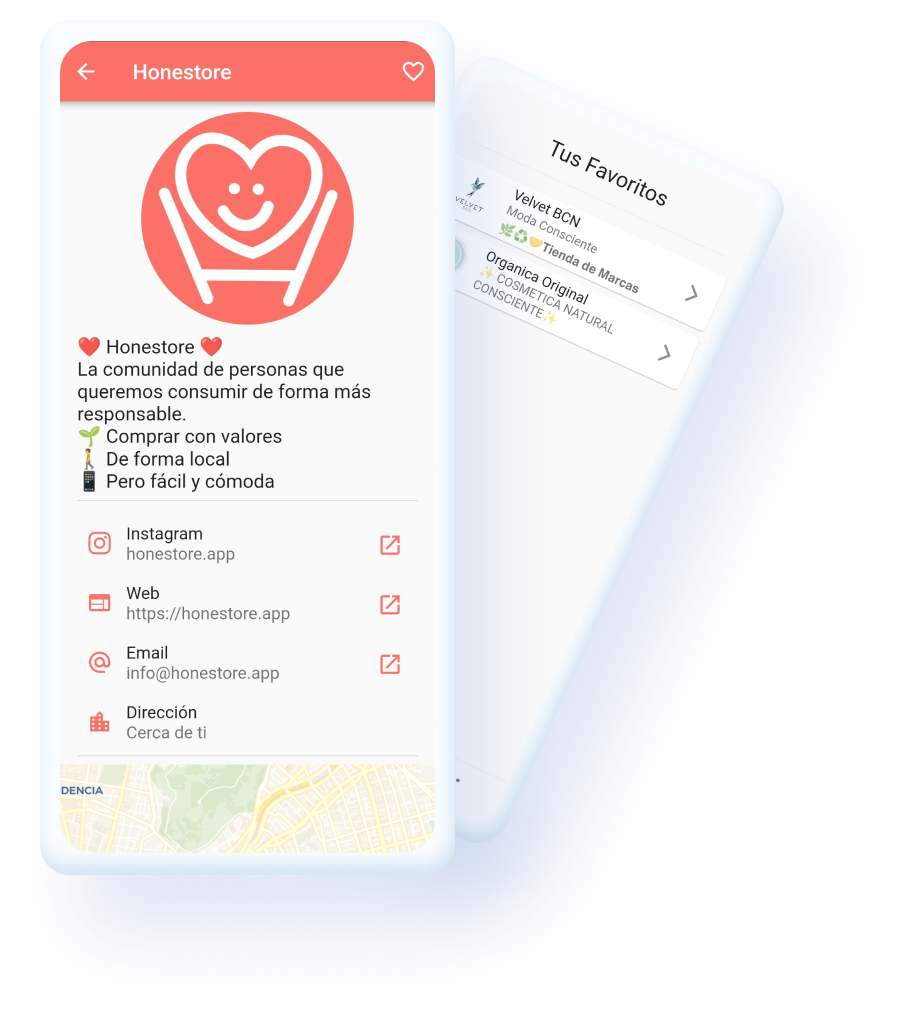 Honestore
❤️ Honestore ❤️
La comunidad de personas que
queremos consumir de forma más
responsable.
🌱 Comprar con valores
🚶 De forma local
📱 Pero fácil y cómoda
Instagram
honestore.app
Web
https://honestore.app
Email
info@honestore.app
Dirección
Cerca de ti
DENCIA
Tus Favoritos
VELVET
Velvet BCN
Moda Consciente
🌿♻️🤝Tienda de Marcas
Organica Original
✨ COSMETICA NATURAL
CONSCIENTE✨